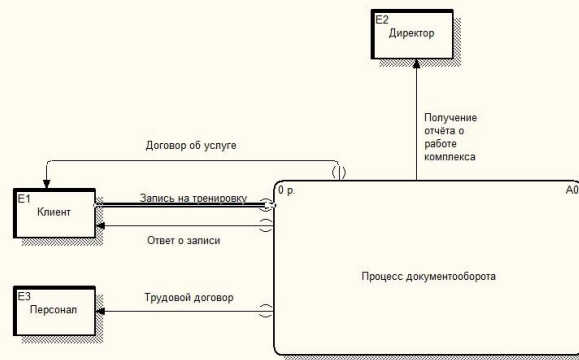 E2
Директор
Получение
отчёта о
работе
комплекса
Договор об услуге
0 р.
A0
E1
Клиент
Запись на тренировку
Ответ о записи
Процесс документооборота
E3
Персонал
Трудовой договор